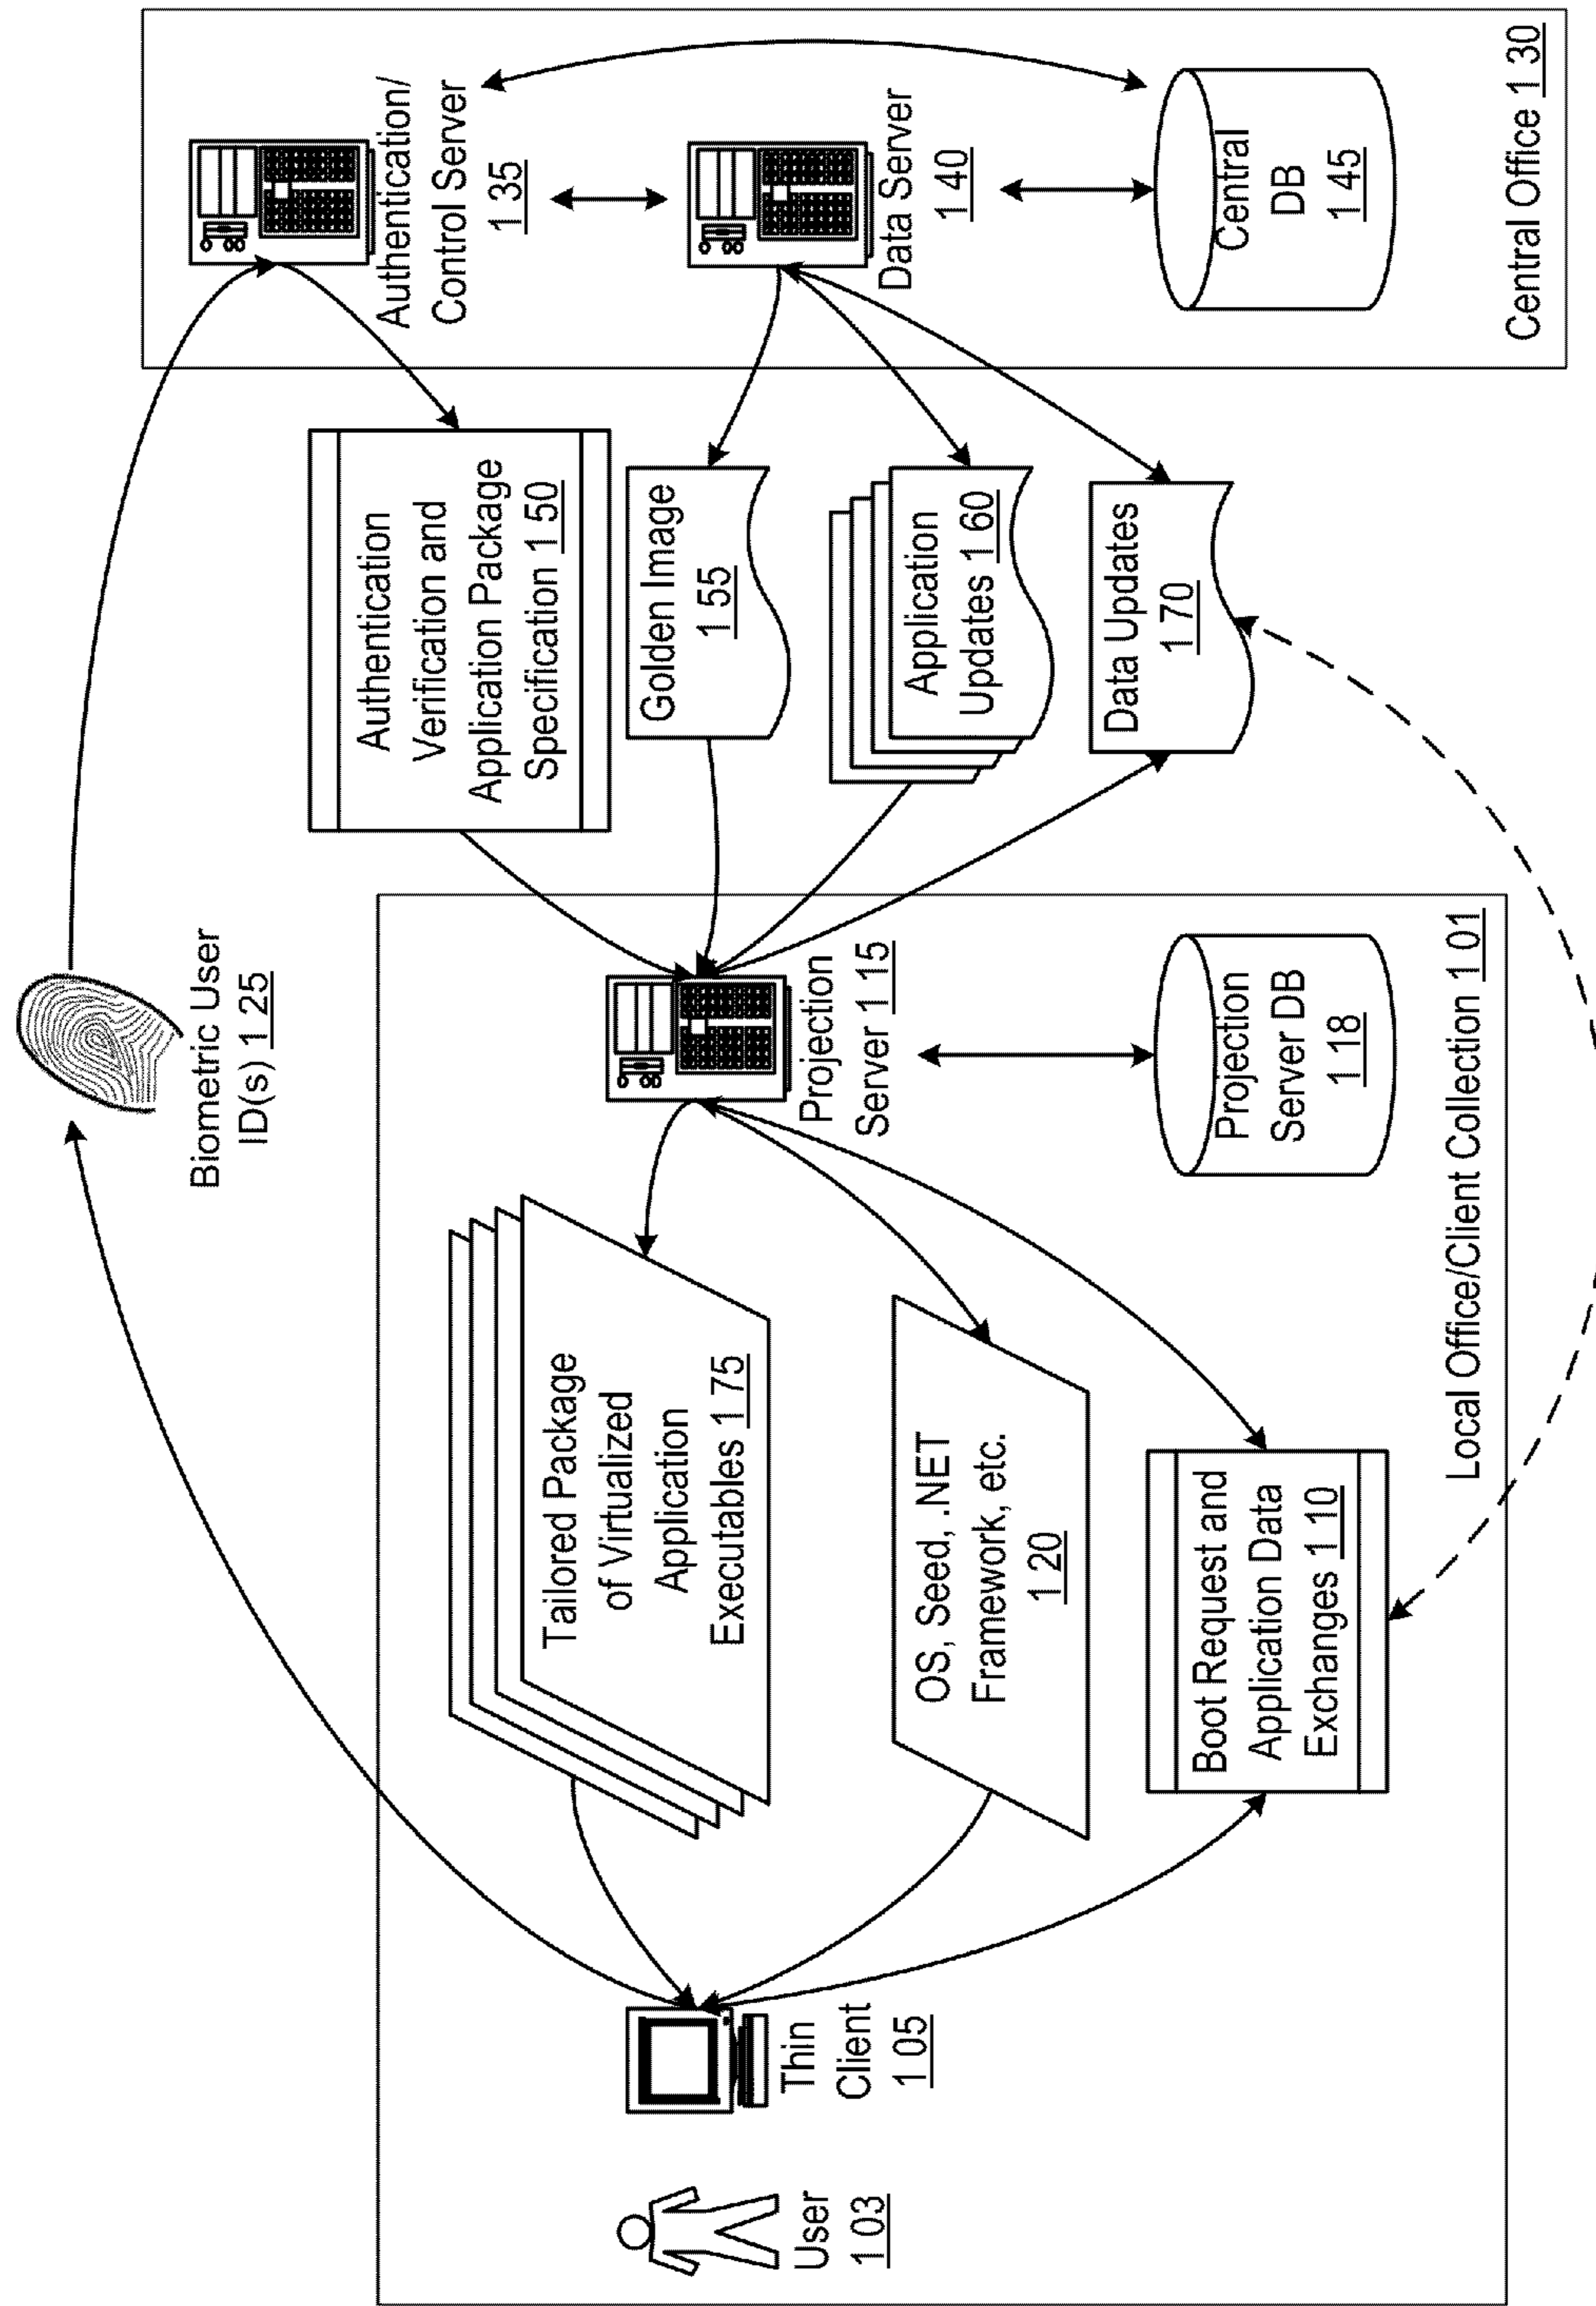 Biometric User
ID(s) 125
User
103
Thin
Client
105
Tailored Package
of Virtualized
Application
Executables 175
OS, Seed, .NET
Framework, etc.
120
Boot Request and
Application Data
Exchanges 110
Projection
Server 115
Projection
Server DB
118
Local Office/Client Collection 101
Authentication
Verification and
Application Package
Specification 150
Golden Image
155
Application
Updates 160
Data Updates
170
Authentication/
Control Server
135
Data Server
140
Central
DB
145
Central Office 130